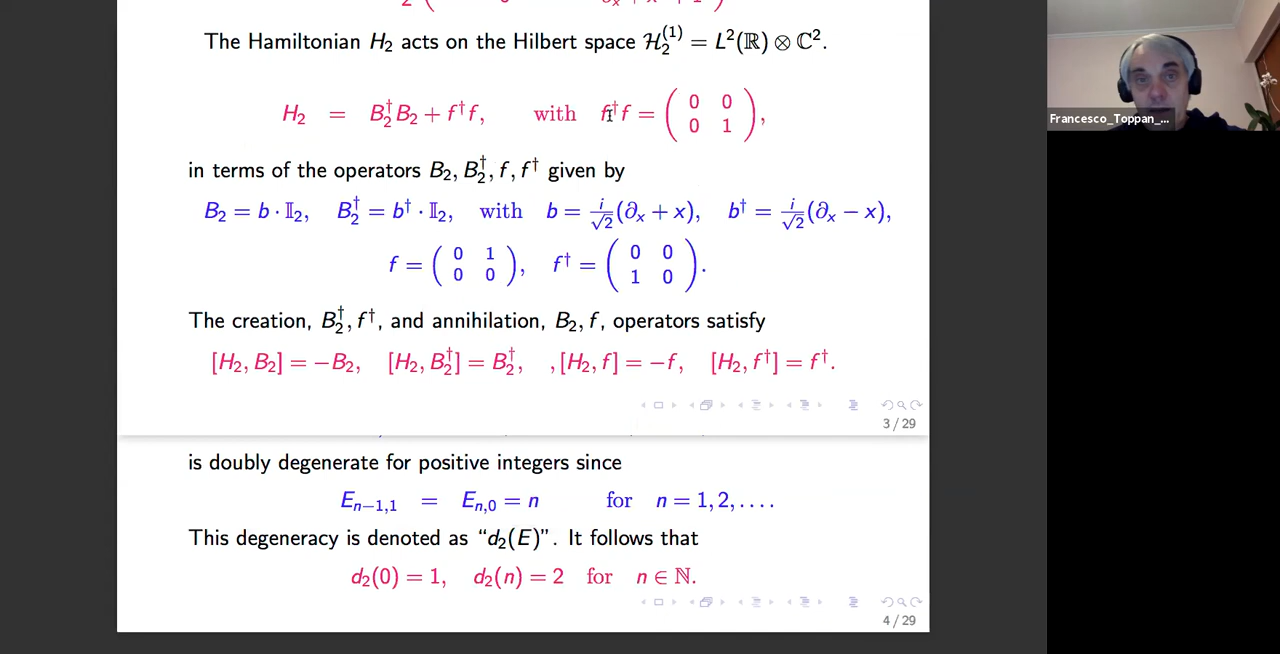 The Hamiltonian H₂ acts on the Hilbert space ℋ₂⁽¹⁾ = L²(ℝ) ⊗ ℂ².
H₂ = B₂†B₂ + f†f, with f†f = ( 0 0 0 1 ),
in terms of the operators B₂, B₂†, f, f† given by
B₂ = b · 𝕀₂, B₂† = b† · 𝕀₂, with b = i/√2 (∂ₓ + x), b† = i/√2 (∂ₓ − x),
f = ( 0 1 0 0 ), f† = ( 0 0 1 0 ).
The creation, B₂†, f†, and annihilation, B₂, f, operators satisfy
[H₂, B₂] = −B₂, [H₂, B₂†] = B₂†, , [H₂, f] = −f, [H₂, f†] = f†.
3 / 29
is doubly degenerate for positive integers since
Eₙ₋₁,₁ = Eₙ,₀ = n for n = 1, 2, . . . .
This degeneracy is denoted as “d₂(E)”. It follows that
d₂(0) = 1, d₂(n) = 2 for n ∈ ℕ.
4 / 29
Francesco_Toppan_...